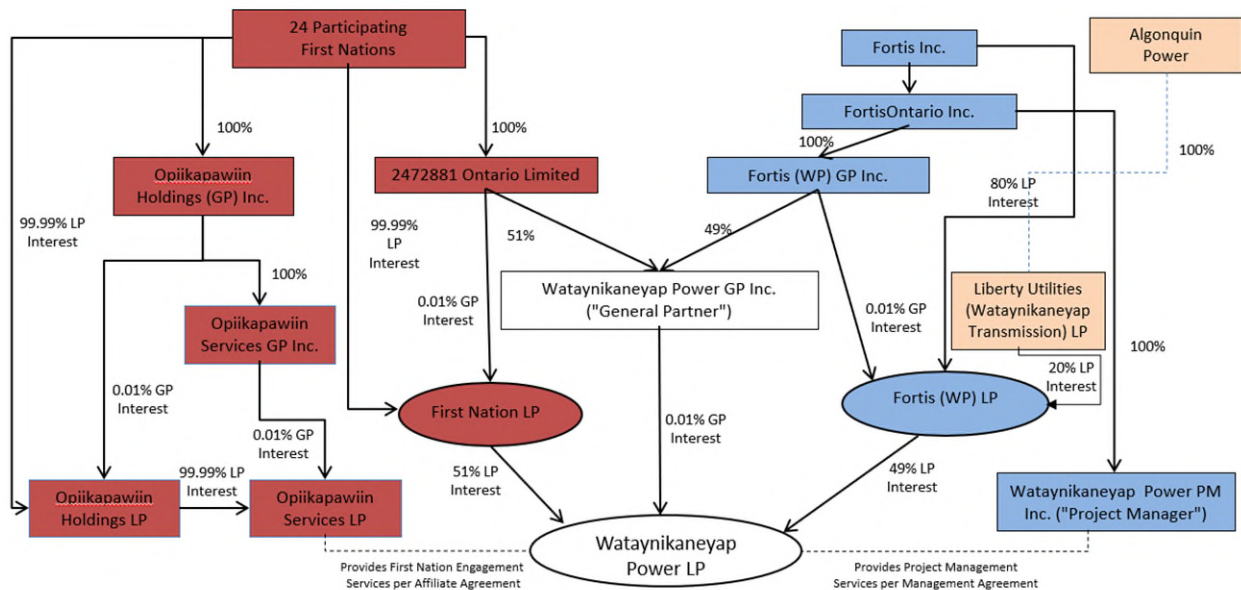 24 Participating
First Nations
Fortis Inc.
Algonquin
Power
FortisOntario Inc.
100%
100%
100%
100%
Opiikapawiin
Holdings (GP) Inc.
2472881 Ontario Limited
Fortis (WP) GP Inc.
80% LP
Interest
99.99% LP
Interest
99.99%
LP
Interest
51%
49%
100%
Wataynikaneyap Power GP Inc.
("General Partner")
Liberty Utilities
(Wataynikaneyap
Transmission) LP
0.01% GP
Interest
0.01% GP
Interest
Opiikapawiin
Services GP Inc.
100%
20% LP
Interest
0.01% GP
Interest
First Nation LP
0.01% GP
Interest
Fortis (WP) LP
0.01% GP
Interest
51% LP
Interest
49% LP
Interest
99.99% LP
Interest
Opiikapawiin
Holdings LP
Opiikapawiin
Services LP
Wataynikaneyap Power PM
Inc. ("Project Manager")
Wataynikaneyap
Power LP
Provides First Nation Engagement
Services per Affiliate Agreement
Provides Project Management
Services per Management Agreement